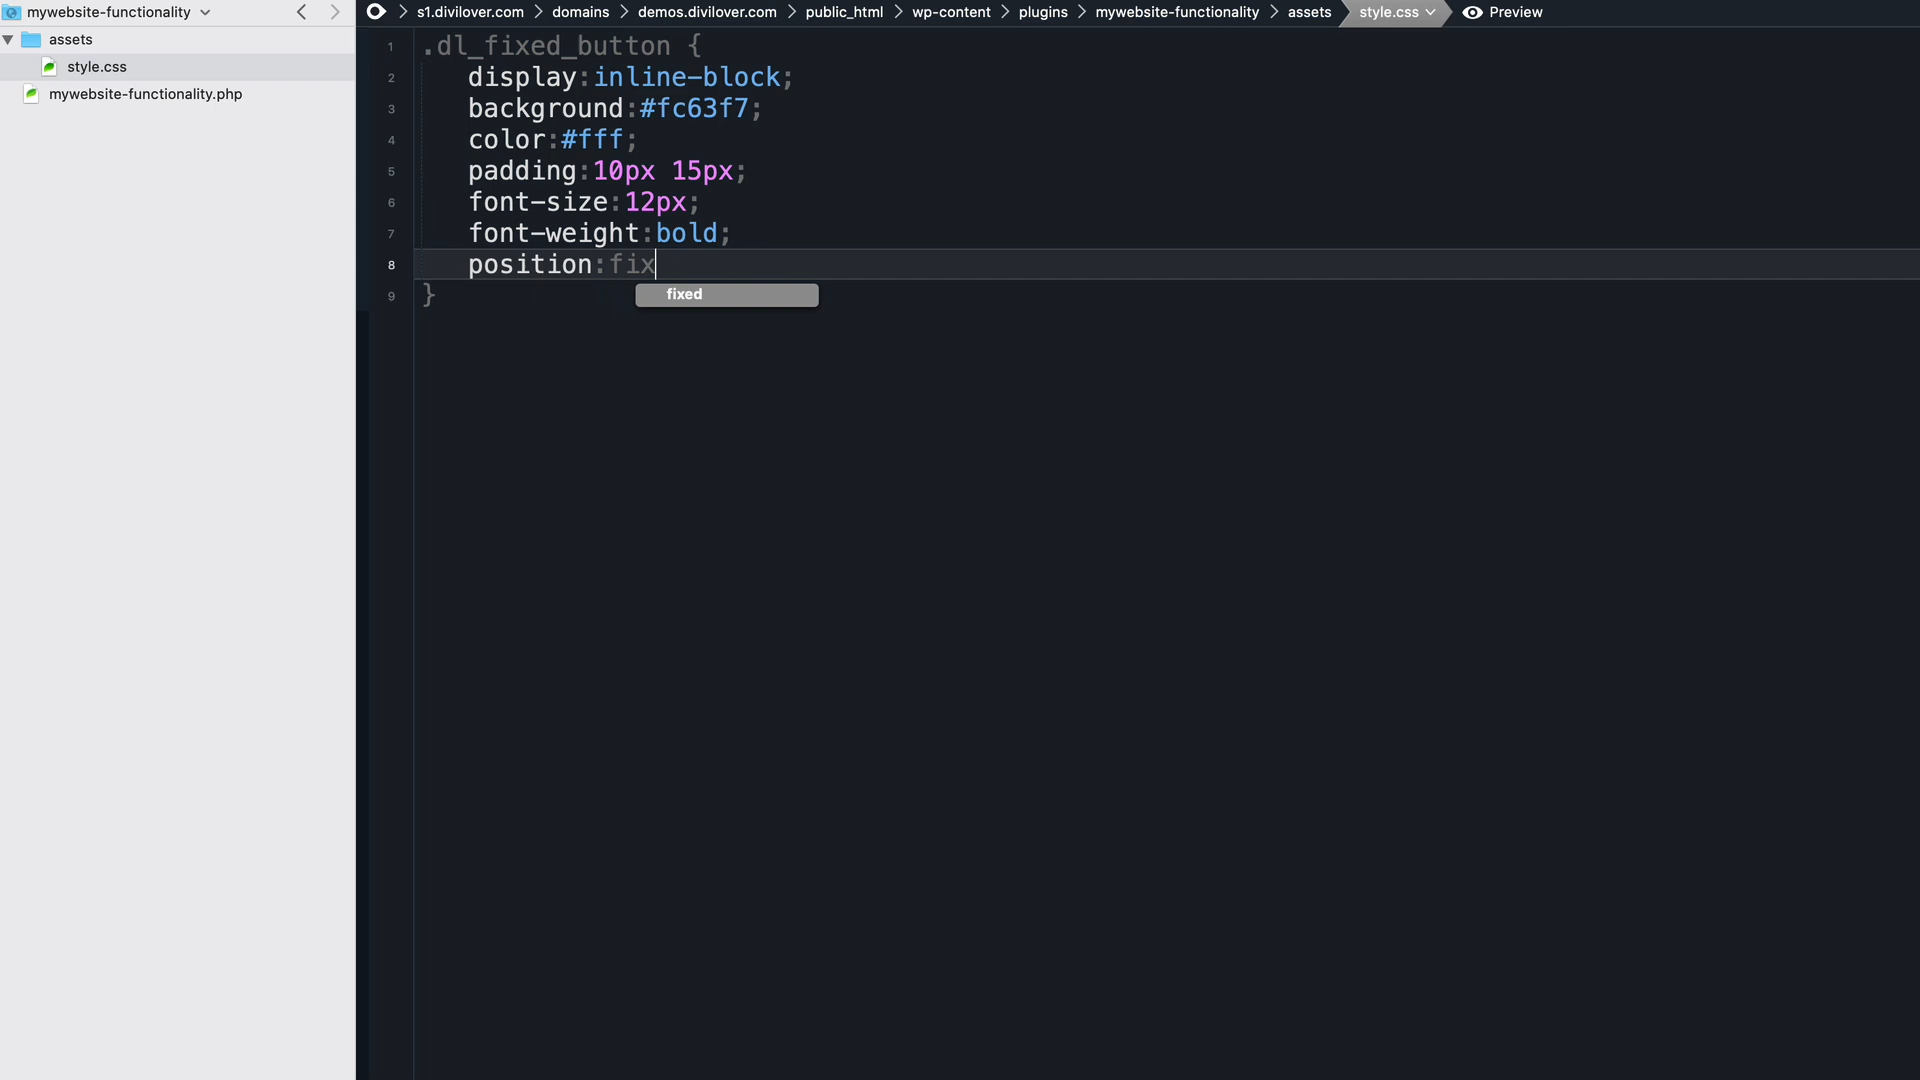 mywebsite-functionality
assets
style.css
mywebsite-functionality.php
s1.divilover.com domains demos.divilover.com public_html wp-content plugins mywebsite-functionality assets style.css Preview
1 .dl_fixed_button {
2 display:inline-block;
3 background:#fc63f7;
4 color:#fff;
5 padding:10px 15px;
6 font-size:12px;
7 font-weight:bold;
8 position:fix
fixed
9 }